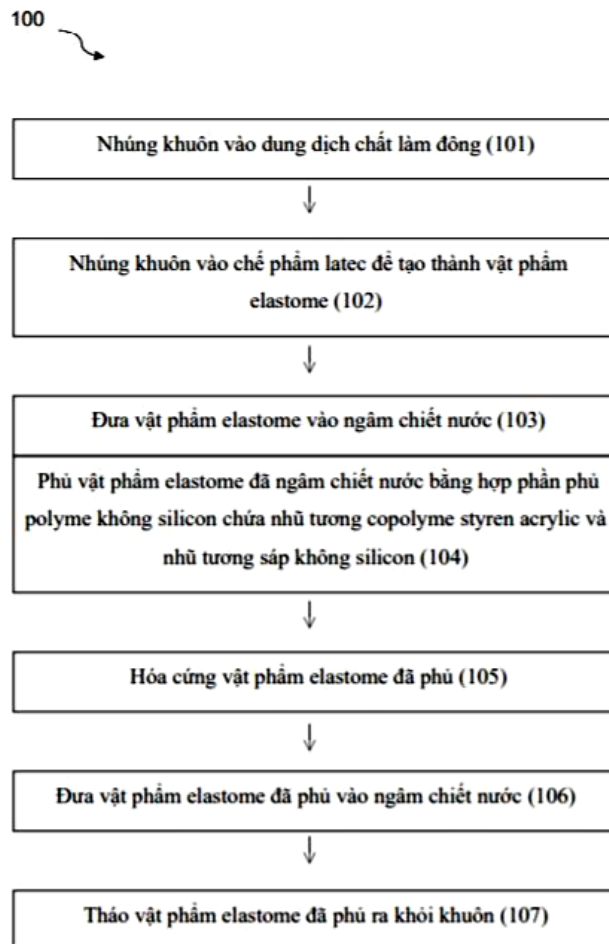 100
Nhúng khuôn vào dung dịch chất làm đông (101)
Nhúng khuôn vào chế phẩm latec để tạo thành vật phẩm
elastome (102)
Đưa vật phẩm elastome vào ngâm chiết nước (103)
Phủ vật phẩm elastome đã ngâm chiết nước bằng hợp phần phủ
polyme không silicon chứa nhũ tương copolyme styren acrylic và
nhũ tương sáp không silicon (104)
Hóa cứng vật phẩm elastome đã phủ (105)
Đưa vật phẩm elastome đã phủ vào ngâm chiết nước (106)
Tháo vật phẩm elastome đã phủ ra khỏi khuôn (107)